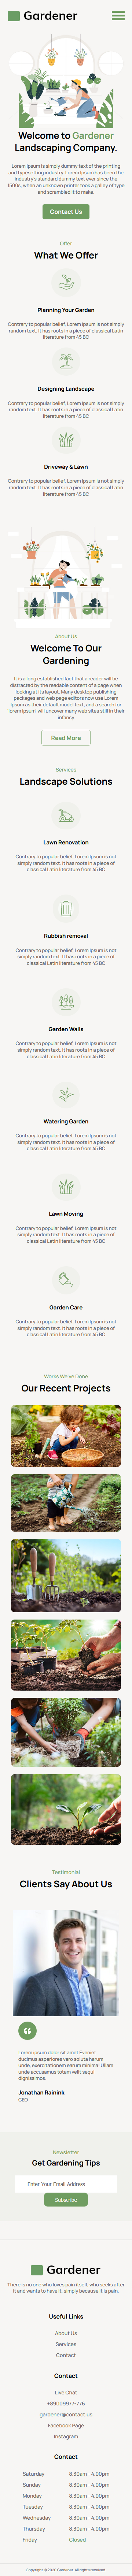 Gardener
Welcome to Gardener
Landscaping Company.
Lorem Ipsum is simply dummy text of the printing
and typesetting industry. Lorem Ipsum has been the
industry's standard dummy text ever since the
1500s, when an unknown printer took a galley of type
and scrambled it to make.
Contact Us
Offer
What We Offer
Planning Your Garden
Contrary to popular belief, Lorem Ipsum is not simply
random text. It has roots in a piece of classical Latin
literature from 45 BC
Designing Landscape
Contrary to popular belief, Lorem Ipsum is not simply
random text. It has roots in a piece of classical Latin
literature from 45 BC
Driveway & Lawn
Contrary to popular belief, Lorem Ipsum is not simply
random text. It has roots in a piece of classical Latin
literature from 45 BC
About Us
Welcome To Our
Gardening
It is a long established fact that a reader will be
distracted by the readable content of a page when
looking at its layout. Many desktop publishing
packages and web page editors now use Lorem
Ipsum as their default model text, and a search for
'lorem ipsum' will uncover many web sites still in their
infancy
Read More
Services
Landscape Solutions
Lawn Renovation
Contrary to popular belief, Lorem Ipsum is not
simply random text. It has roots in a piece of
classical Latin literature from 45 BC
Rubbish removal
Contrary to popular belief, Lorem Ipsum is not
simply random text. It has roots in a piece of
classical Latin literature from 45 BC
Garden Walls
Contrary to popular belief, Lorem Ipsum is not
simply random text. It has roots in a piece of
classical Latin literature from 45 BC
Watering Garden
Contrary to popular belief, Lorem Ipsum is not
simply random text. It has roots in a piece of
classical Latin literature from 45 BC
Lawn Moving
Contrary to popular belief, Lorem Ipsum is not
simply random text. It has roots in a piece of
classical Latin literature from 45 BC
Garden Care
Contrary to popular belief, Lorem Ipsum is not
simply random text. It has roots in a piece of
classical Latin literature from 45 BC
Works We've Done
Our Recent Projects
Testimonial
Clients Say About Us
Lorem ipsum dolor sit amet Eveniet
ducimus asperiores vero soluta harum
unde, exercitationem earum minima! Ullam
unde accusamus totam velit sequi
dignissimos.
Jonathan Rainink
CEO
Newsletter
Get Gardening Tips
Enter Your Email Address
Subscribe
Gardener
There is no one who loves pain itself, who seeks after
it and wants to have it, simply because it is pain.
Useful Links
About Us
Services
Contact
Contact
Live Chat
+89009977-776
gardener@contact.us
Facebook Page
Instagram
Contact
Saturday 8.30am - 4.00pm
Sunday 8.30am - 4.00pm
Monday 8.30am - 4.00pm
Tuesday 8.30am - 4.00pm
Wednesday 8.30am - 4.00pm
Thursday 8.30am - 4.00pm
Friday Closed
Copyright © 2020 Gardener. All rights reserved.